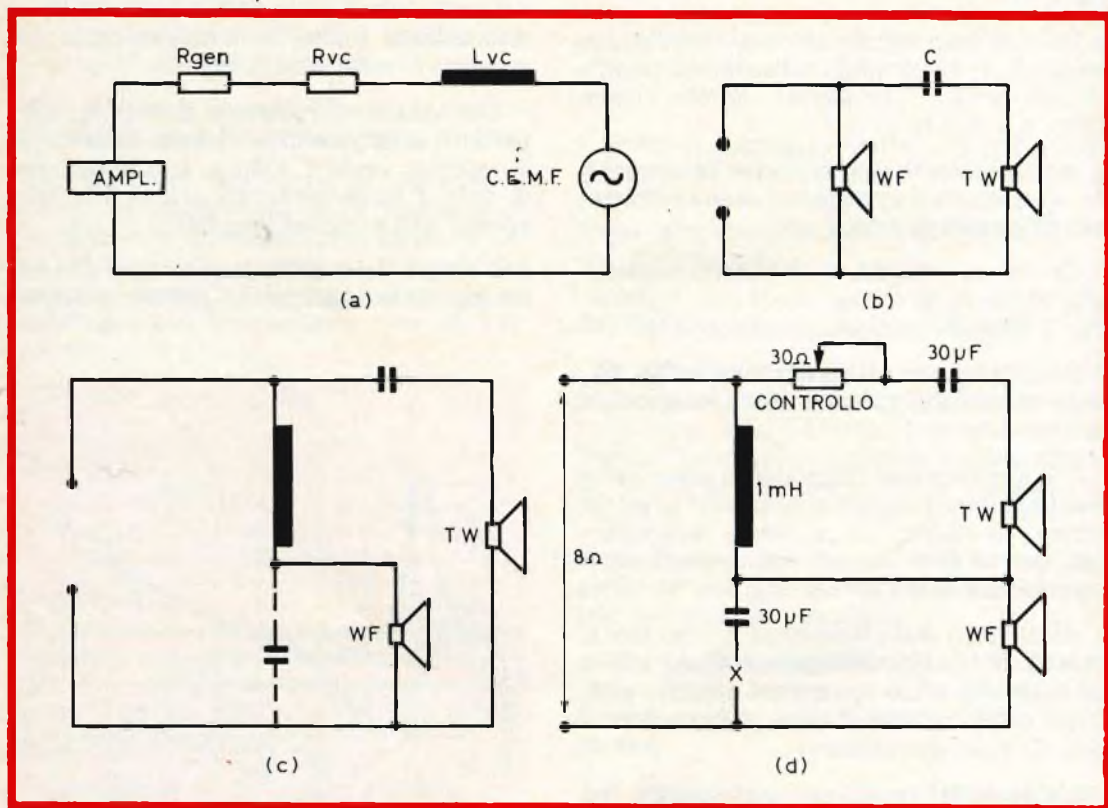 Rgen Rvc Lvc
AMPL. C.E.M.F.
(a)
C
WF TW
(b)
TW
WF
(c)
30Ω 30µF
CONTROLLO
1mH
TW
8Ω
30µF
WF
X
(d)